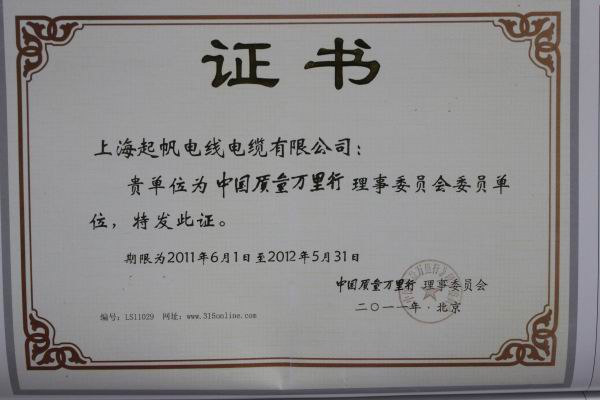 证书
上海起帆电线电缆有限公司：
贵单位为中国质量万里行理事委员会委员单
位，特发此证。
期限为2011年6月1日至2012年5月31日
中国质量万里行 理事委员会
二〇一一年·北京
编号：LS11029 网址：www.315online.com